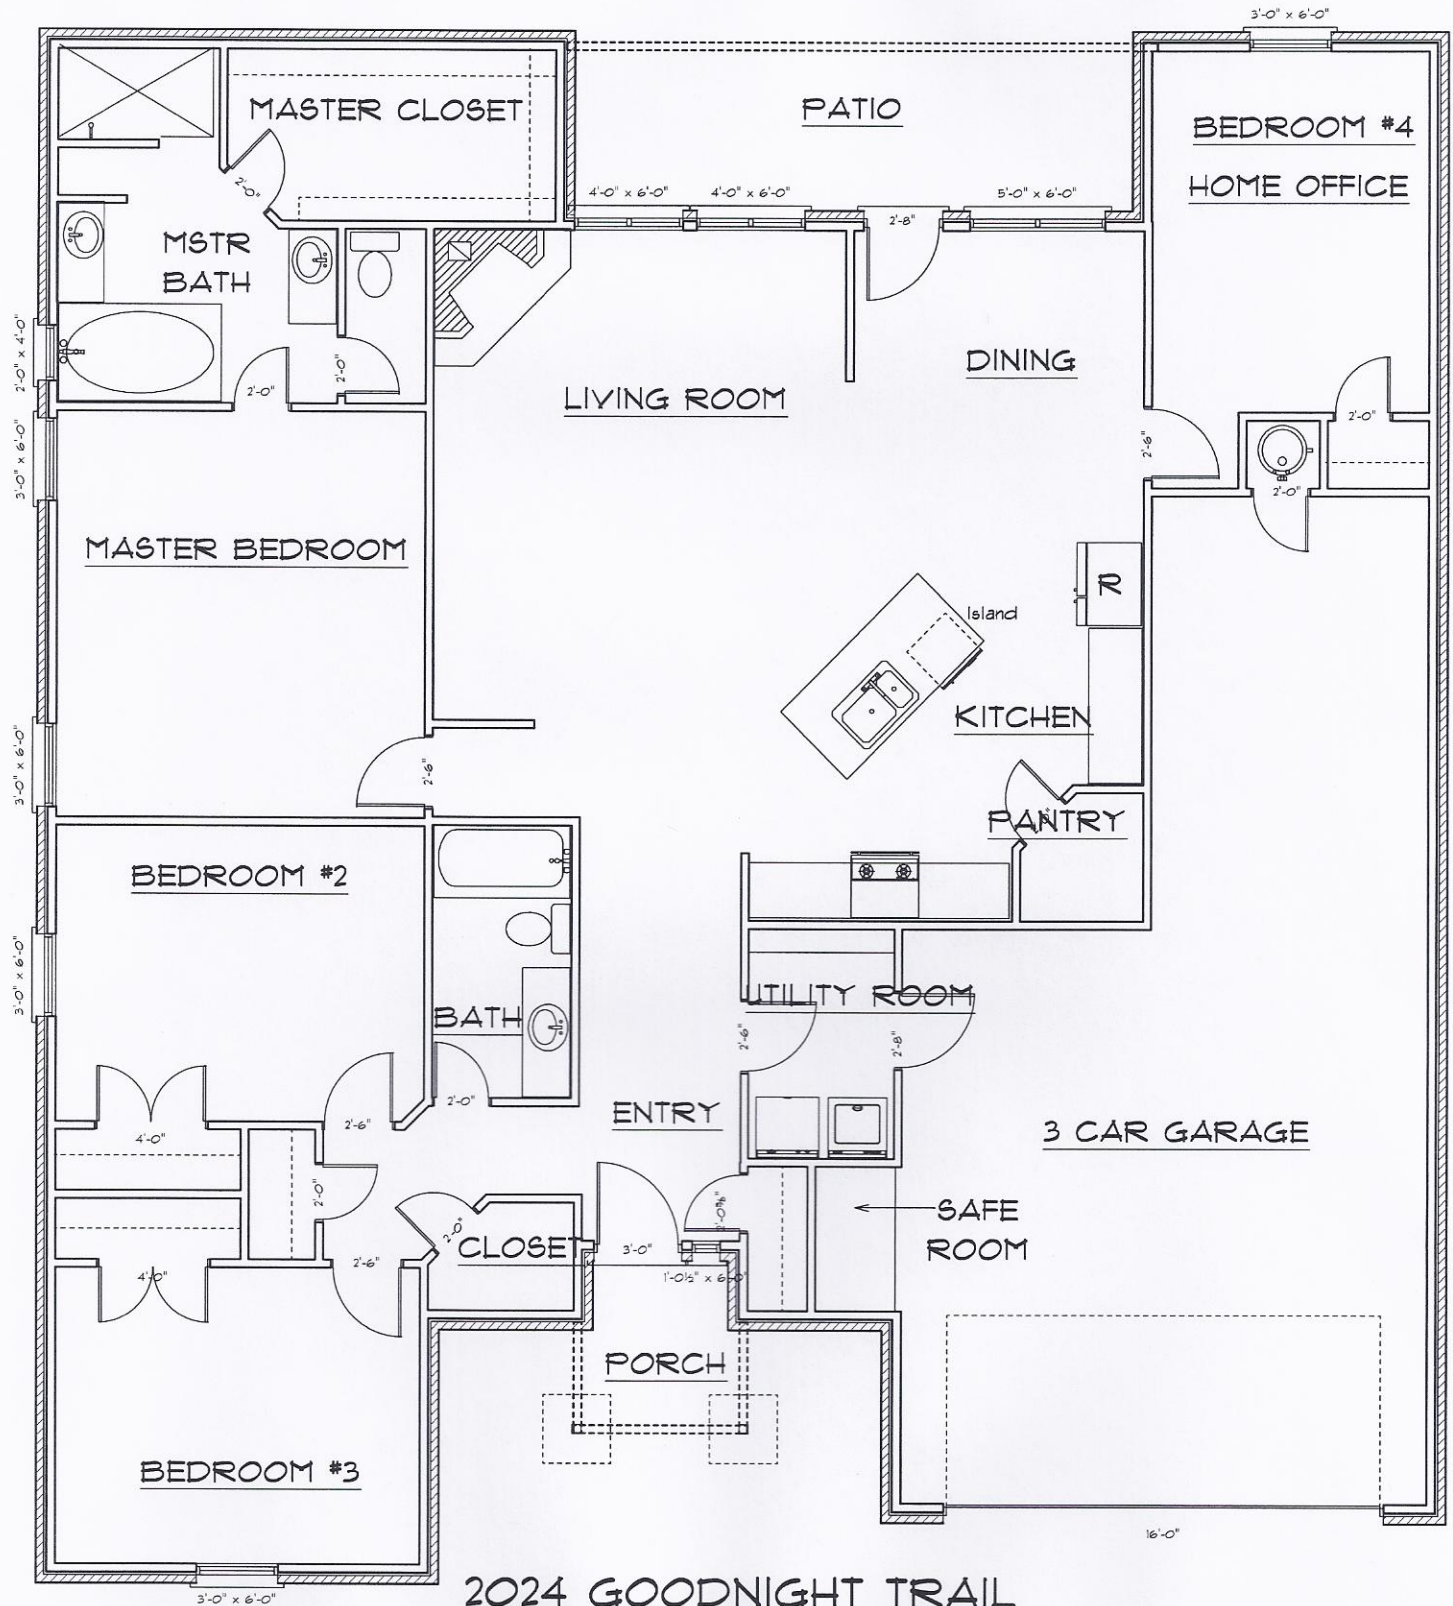 3'-0" x 6'-0"
MASTER CLOSET
PATIO
BEDROOM #4
HOME OFFICE
2'-0"
4'-0" x 6'-0"
4'-0" x 6'-0"
5'-0" x 6'-0"
2'-8"
MSTR
BATH
2'-0" x 4'-0"
2'-0"
2'-0"
LIVING ROOM
DINING
2'-0"
2'-6"
3'-0" x 6'-0"
2'-0"
MASTER BEDROOM
R
Island
KITCHEN
3'-0" x 6'-0"
2'-6"
PANTRY
BEDROOM #2
3'-0" x 6'-0"
BATH
UTILITY ROOM
2'-6"
2'-8"
2'-0"
ENTRY
2'-6"
4'-0"
3 CAR GARAGE
2'-0"
SAFE
ROOM
2'-0"
CLOSET
3'-0"
2'-6"
4'-0"
PORCH
BEDROOM #3
16'-0"
3'-0" x 6'-0"
2024 GOODNIGHT TRAIL